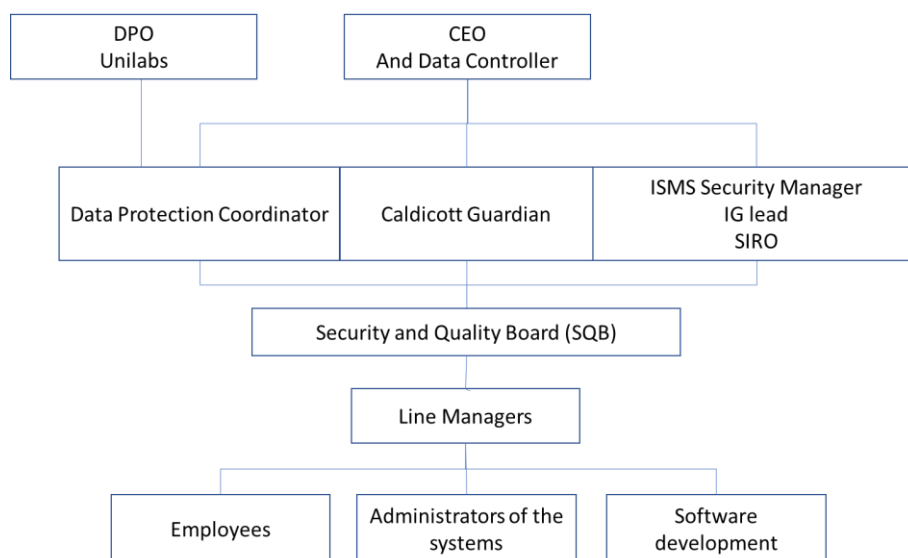 DPO
Unilabs
CEO
And Data Controller
Data Protection Coordinator
Caldicott Guardian
ISMS Security Manager
IG lead
SIRO
Security and Quality Board (SQB)
Line Managers
Employees
Administrators of the
systems
Software
development